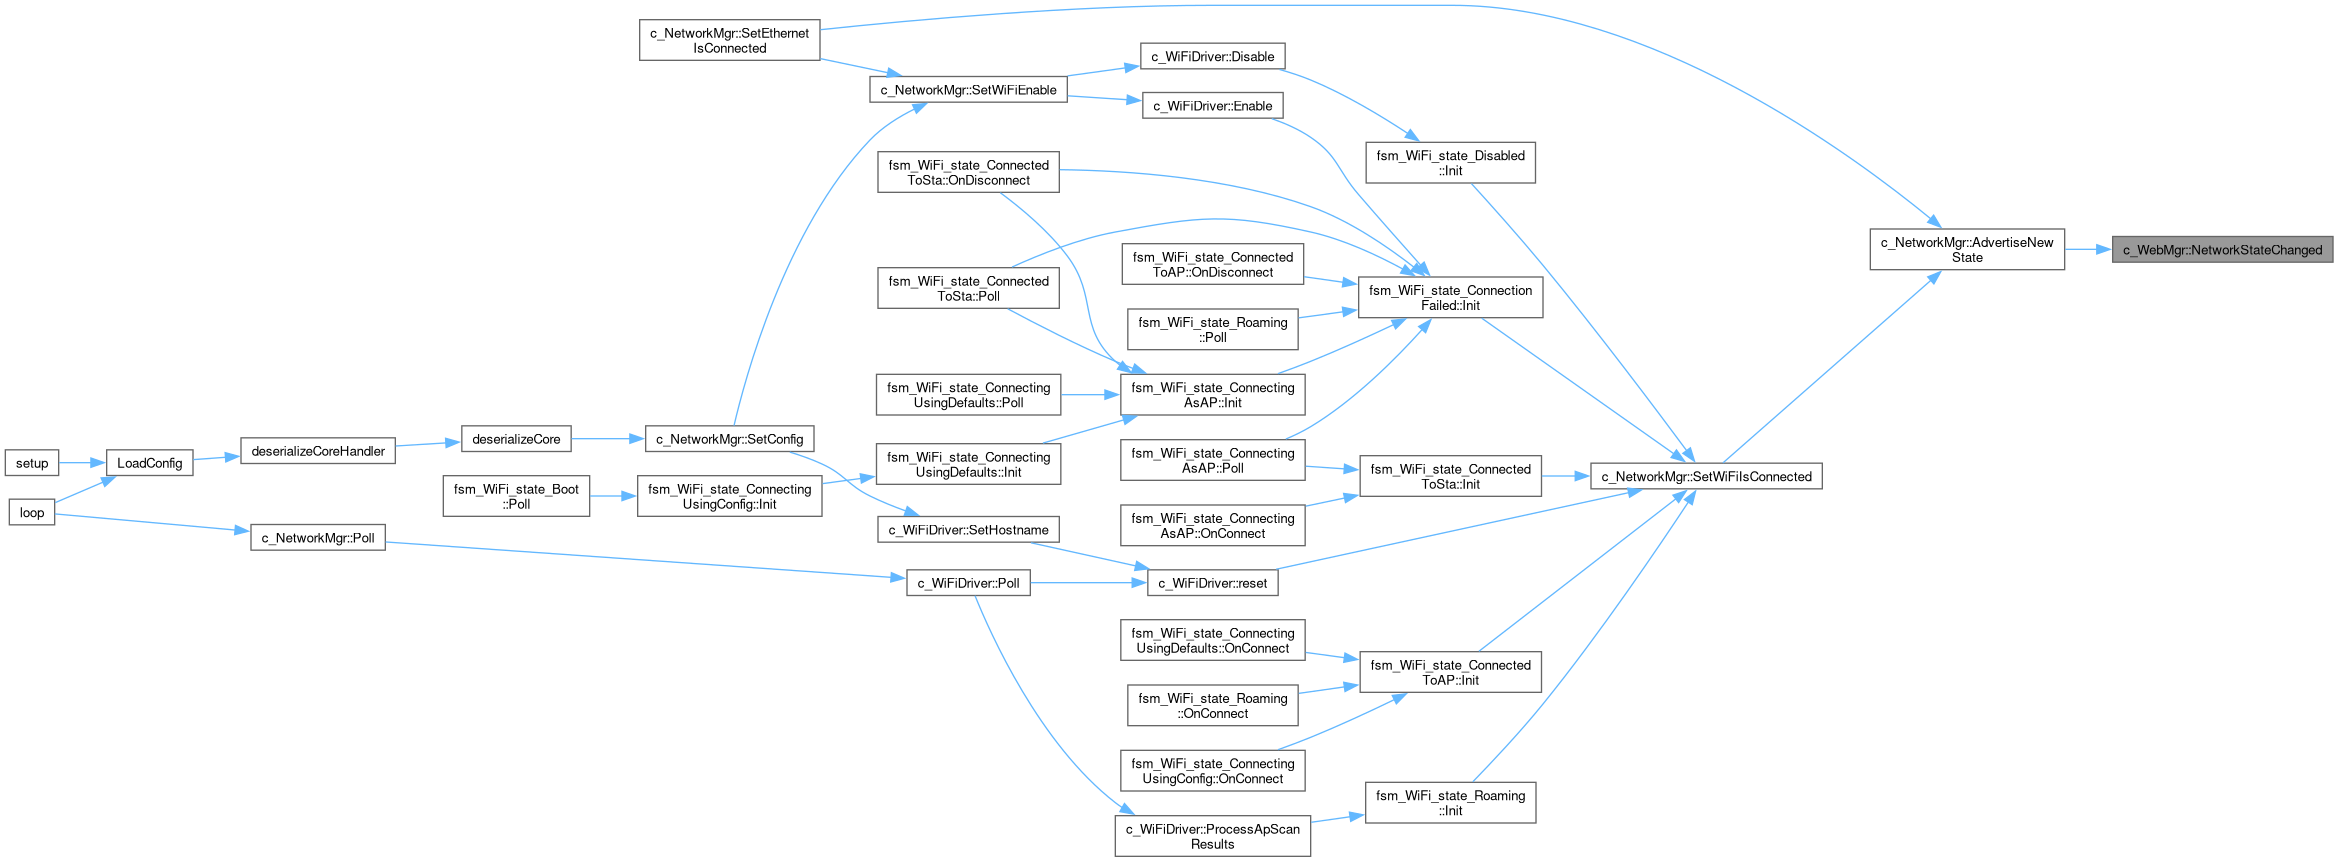 c_NetworkMgr::SetEthernet
IsConnected
c_WiFiDriver::Disable
c_NetworkMgr::SetWiFiEnable
c_WiFiDriver::Enable
fsm_WiFi_state_Disabled
::Init
fsm_WiFi_state_Connected
ToSta::OnDisconnect
c_NetworkMgr::AdvertiseNew
State
c_WebMgr::NetworkStateChanged
fsm_WiFi_state_Connected
ToAP::OnDisconnect
fsm_WiFi_state_Connected
ToSta::Poll
fsm_WiFi_state_Connection
Failed::Init
fsm_WiFi_state_Roaming
::Poll
fsm_WiFi_state_Connecting
UsingDefaults::Poll
fsm_WiFi_state_Connecting
AsAP::Init
setup
LoadConfig
deserializeCoreHandler
deserializeCore
c_NetworkMgr::SetConfig
fsm_WiFi_state_Connecting
UsingDefaults::Init
fsm_WiFi_state_Connecting
AsAP::Poll
fsm_WiFi_state_Connected
ToSta::Init
c_NetworkMgr::SetWiFiIsConnected
fsm_WiFi_state_Boot
::Poll
fsm_WiFi_state_Connecting
UsingConfig::Init
loop
c_NetworkMgr::Poll
c_WiFiDriver::SetHostname
fsm_WiFi_state_Connecting
AsAP::OnConnect
c_WiFiDriver::Poll
c_WiFiDriver::reset
fsm_WiFi_state_Connecting
UsingDefaults::OnConnect
fsm_WiFi_state_Connected
ToAP::Init
fsm_WiFi_state_Roaming
::OnConnect
fsm_WiFi_state_Connecting
UsingConfig::OnConnect
fsm_WiFi_state_Roaming
::Init
c_WiFiDriver::ProcessApScan
Results